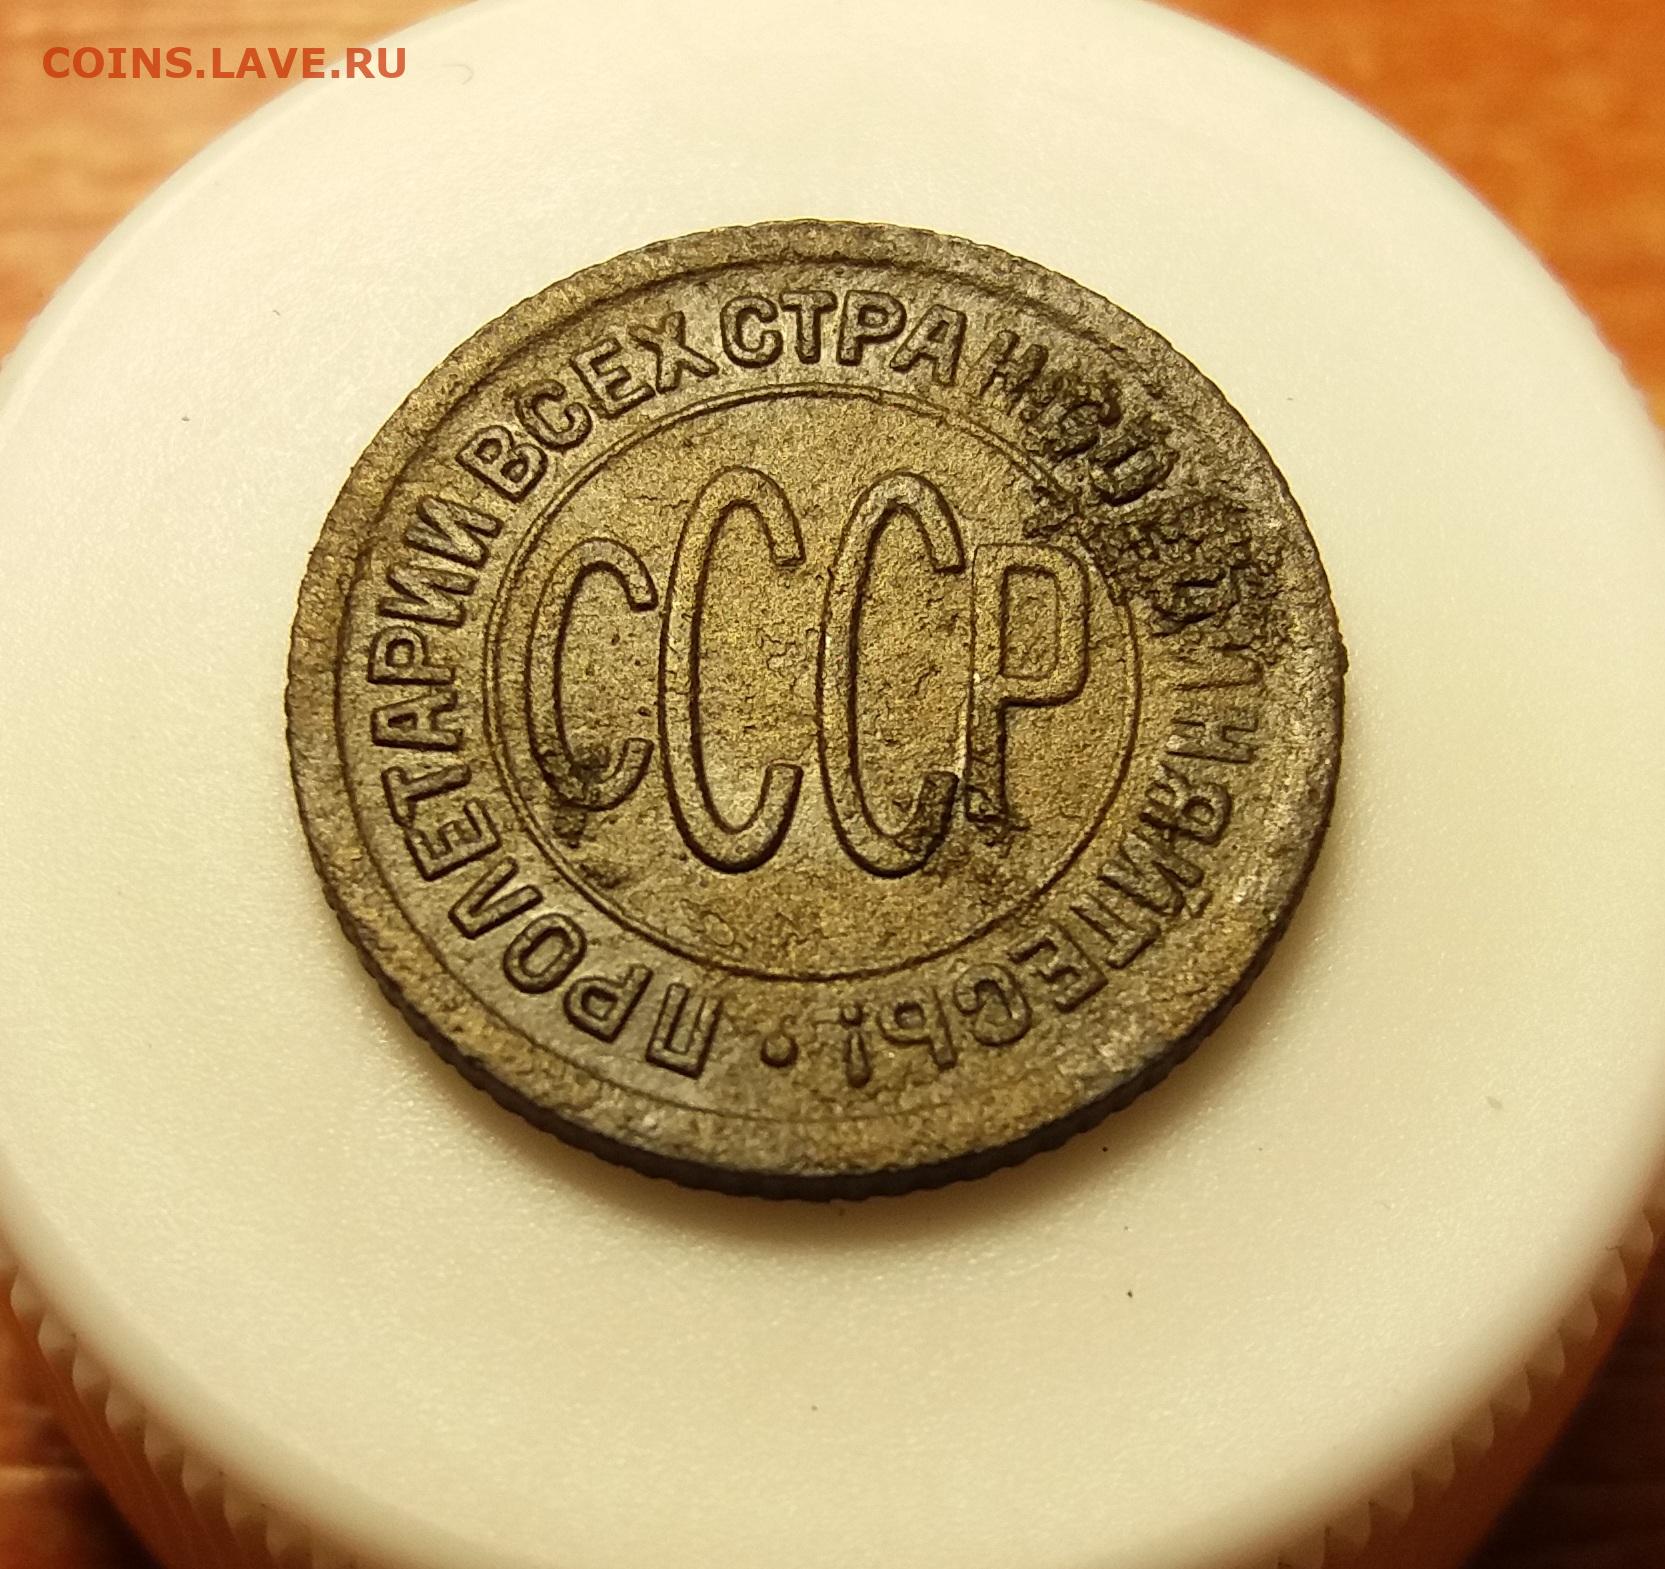 COINS.LAVE.RU
ПРОЛЕТАРИИ ВСЕХ СТРАН, СОЕДИНЯЙТЕСЬ! •
СССР